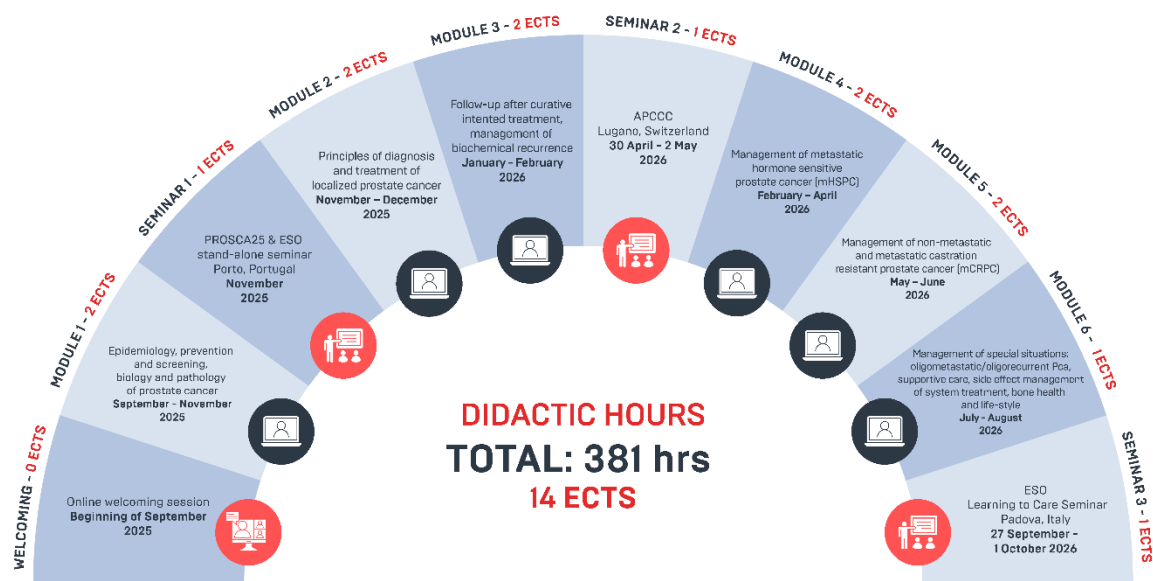 WELCOMING - 0 ECTS
Online welcoming session
Beginning of September
2025
MODULE 1 - 2 ECTS
Epidemiology, prevention
and screening,
biology and pathology
of prostate cancer
September - November
2025
SEMINAR 1 - 1 ECTS
PROSCA25 & ESO
stand-alone seminar
Porto, Portugal
November
2025
MODULE 2 - 2 ECTS
Principles of diagnosis
and treatment of
localized prostate cancer
November – December
2025
MODULE 3 - 2 ECTS
Follow-up after curative
intented treatment,
management of
biochemical recurrence
January - February
2026
SEMINAR 2 - 1 ECTS
APCCC
Lugano, Switzerland
30 April - 2 May
2026
MODULE 4 - 2 ECTS
Management of metastatic
hormone sensitive
prostate cancer (mHSPC)
February – April
2026
MODULE 5 - 2 ECTS
Management of non-metastatic
and metastatic castration
resistant prostate cancer (mCRPC)
May – June
2026
MODULE 6 - 1 ECTS
Management of special situations:
oligometastatic/oligorecurrent Pca,
supportive care, side effect management
of system treatment, bone health
and life-style
July - August
2026
SEMINAR 3 - 1 ECTS
ESO
Learning to Care Seminar
Padova, Italy
27 September -
1 October 2026
DIDACTIC HOURS
TOTAL: 381 hrs
14 ECTS